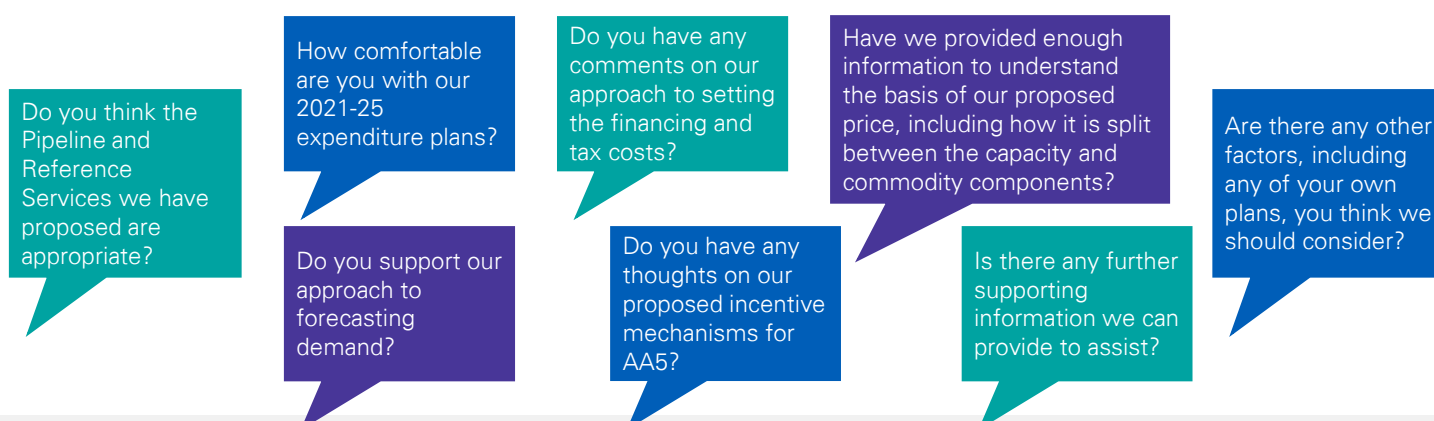 Do you think the
Pipeline and
Reference
Services we have
proposed are
appropriate?
How comfortable
are you with our
2021-25
expenditure plans?
Do you have any
comments on our
approach to setting
the financing and
tax costs?
Have we provided enough
information to understand
the basis of our proposed
price, including how it is split
between the capacity and
commodity components?
Are there any other
factors, including
any of your own
plans, you think we
should consider?
Do you support our
approach to
forecasting
demand?
Do you have any
thoughts on our
proposed incentive
mechanisms for
AA5?
Is there any further
supporting
information we can
provide to assist?